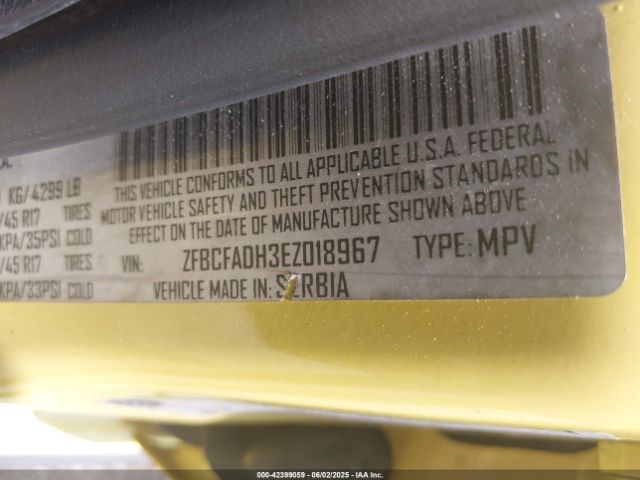 KG/4299 LB
/45 R17 TIRES
KPA/35PSI COLD
/45 R17 TIRES
KPA/33PSI COLD
THIS VEHICLE CONFORMS TO ALL APPLICABLE U.S.A. FEDERAL
MOTOR VEHICLE SAFETY AND THEFT PREVENTION STANDARDS IN
EFFECT ON THE DATE OF MANUFACTURE SHOWN ABOVE
VIN: ZFBCFADH3EZ018967 TYPE: MPV
VEHICLE MADE IN: SERBIA
000-42399059 - 06/02/2025 - IAA Inc.